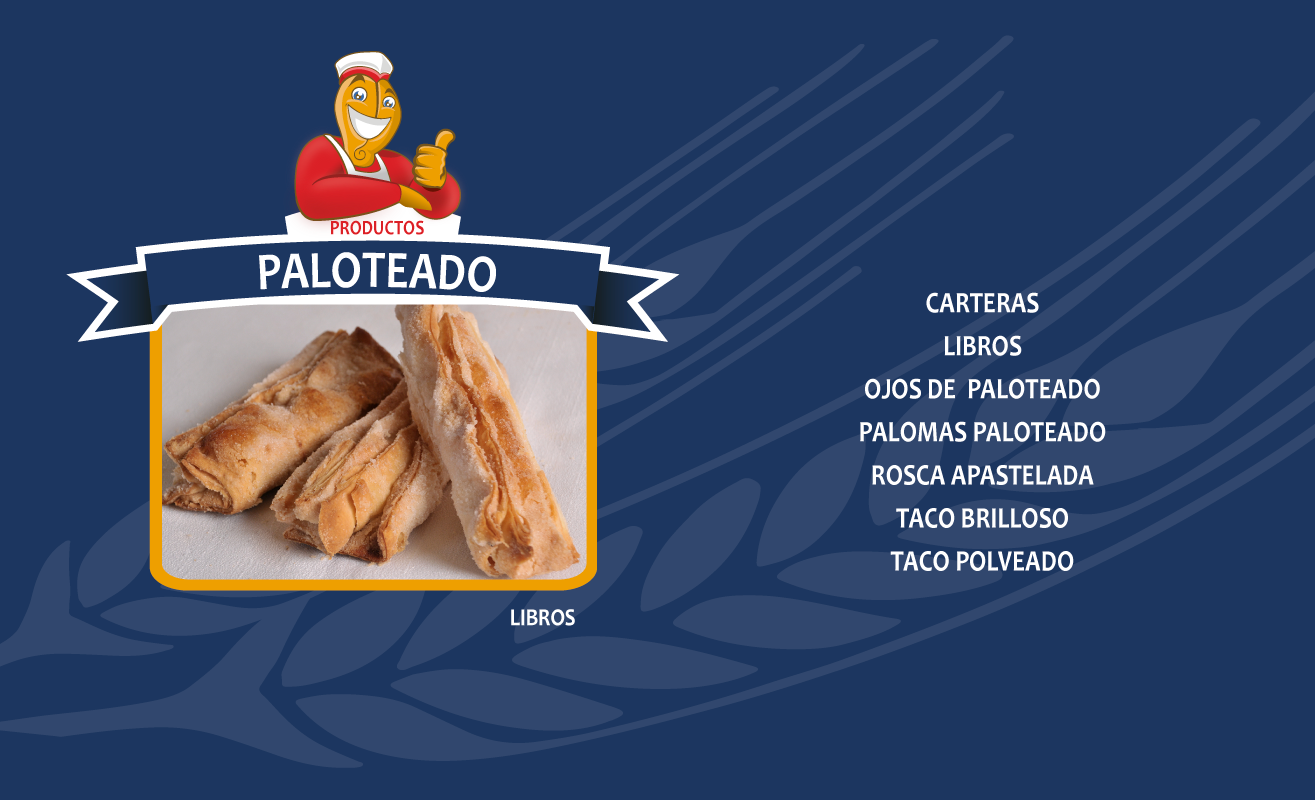 PRODUCTOS
PALOTEADO
LIBROS
CARTERAS
LIBROS
OJOS DE PALOTEADO
PALOMAS PALOTEADO
ROSCA APASTELADA
TACO BRILLOSO
TACO POLVEADO